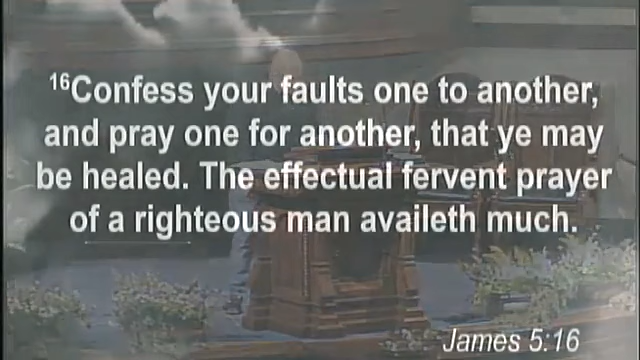 16Confess your faults one to another,
and pray one for another, that ye may
be healed. The effectual fervent prayer
of a righteous man availeth much.
James 5:16